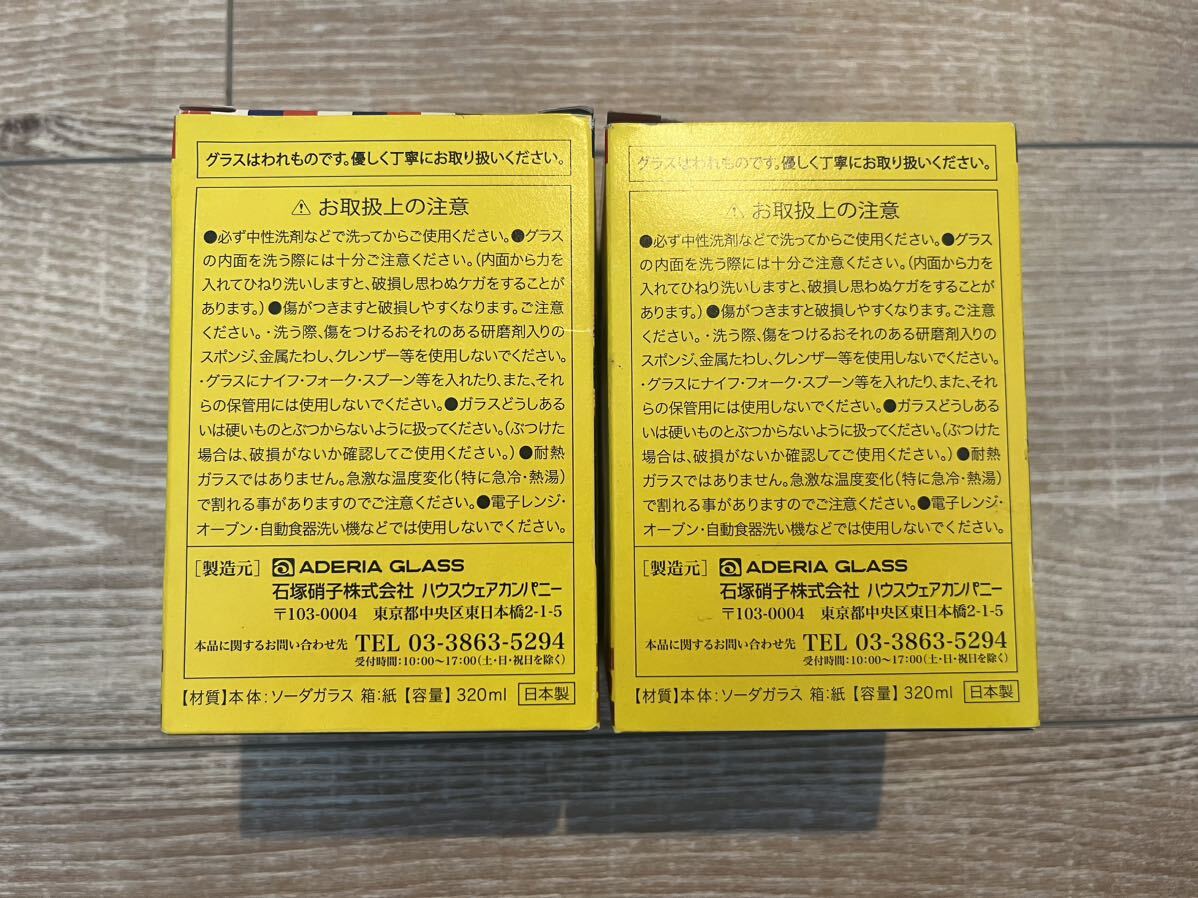 グラスはわれものです。優しく丁寧にお取り扱いください。
⚠ お取扱上の注意
●必ず中性洗剤などで洗ってからご使用ください。●グラス
の内面を洗う際には十分ご注意ください。(内面から力を
入れてひねり洗いしますと、破損し思わぬケガをすることが
あります。)●傷がつきますと破損しやすくなります。ご注意
ください。・洗う際、傷をつけるおそれのある研磨剤入りの
スポンジ、金属たわし、クレンザー等を使用しないでください。
・グラスにナイフ・フォーク・スプーン等を入れたり、また、それ
らの保管用には使用しないでください。●ガラスどうしある
いは硬いものとぶつからないように扱ってください。(ぶつけた
場合は、破損がないか確認してご使用ください。)●耐熱
ガラスではありません。急激な温度変化(特に急冷・熱湯)
で割れる事がありますのでご注意ください。●電子レンジ・
オーブン・自動食器洗い機などでは使用しないでください。
[製造元] ADERIA GLASS
石塚硝子株式会社 ハウスウェアカンパニー
〒103-0004 東京都中央区東日本橋2-1-5
本品に関するお問い合わせ先 TEL 03-3863-5294
受付時間:10:00〜17:00(土・日・祝日を除く)
【材質】本体:ソーダガラス 箱:紙【容量】320ml 日本製
グラスはわれものです。優しく丁寧にお取り扱いください。
⚠ お取扱上の注意
●必ず中性洗剤などで洗ってからご使用ください。●グラス
の内面を洗う際には十分ご注意ください。(内面から力を
入れてひねり洗いしますと、破損し思わぬケガをすることが
あります。)●傷がつきますと破損しやすくなります。ご注意
ください。・洗う際、傷をつけるおそれのある研磨剤入りの
スポンジ、金属たわし、クレンザー等を使用しないでください。
・グラスにナイフ・フォーク・スプーン等を入れたり、また、それ
らの保管用には使用しないでください。●ガラスどうしある
いは硬いものとぶつからないように扱ってください。(ぶつけた
場合は、破損がないか確認してご使用ください。)●耐熱
ガラスではありません。急激な温度変化(特に急冷・熱湯)
で割れる事がありますのでご注意ください。●電子レンジ・
オーブン・自動食器洗い機などでは使用しないでください。
[製造元] ADERIA GLASS
石塚硝子株式会社 ハウスウェアカンパニー
〒103-0004 東京都中央区東日本橋2-1-5
本品に関するお問い合わせ先 TEL 03-3863-5294
受付時間:10:00〜17:00(土・日・祝日を除く)
【材質】本体:ソーダガラス 箱:紙【容量】320ml 日本製